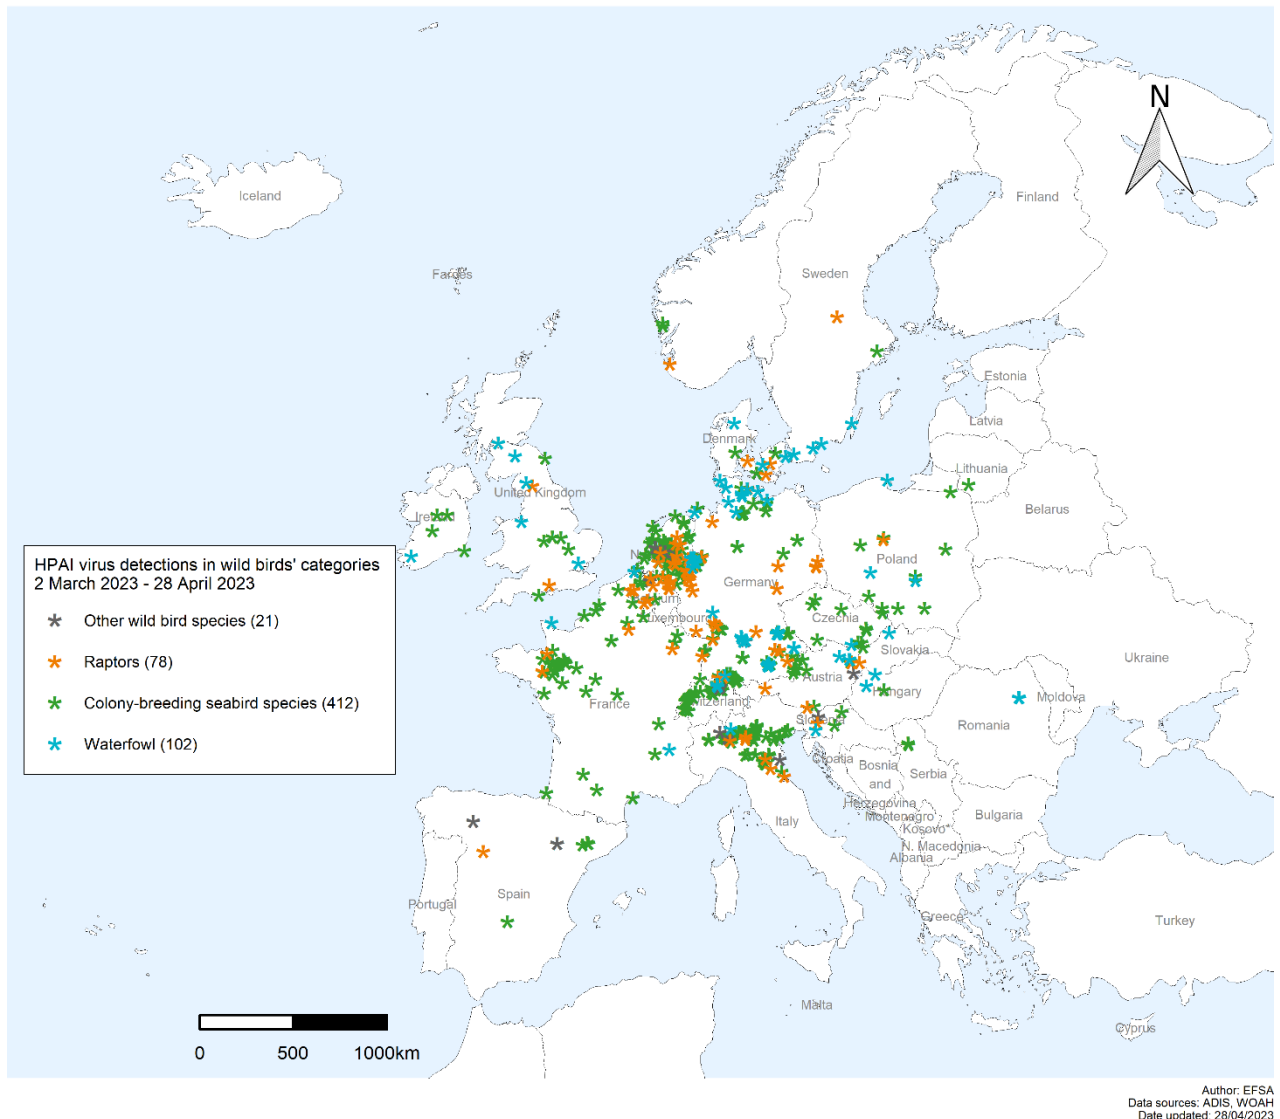 N
Iceland
Finland
Faroes
Sweden
Estonia
Latvia
Denmark
Lithuania
United Kingdom
Belarus
Ireland
HPAI virus detections in wild birds' categories
2 March 2023 - 28 April 2023
Other wild bird species (21)
Raptors (78)
Colony-breeding seabird species (412)
Waterfowl (102)
Poland
Germany
Belgium
Luxembourg
Czechia
Ukraine
Slovakia
Austria
Hungary
Moldova
France
Switzerland
Romania
Slovenia
Croatia
Bosnia
and
Herzegovina
Serbia
Montenegro
Kosovo*
Bulgaria
Italy
N. Macedonia
Albania
Spain
Portugal
Greece
Turkey
Malta
Cyprus
0 500 1000km
Author: EFSA
Data sources: ADIS, WOAH
Date updated: 28/04/2023